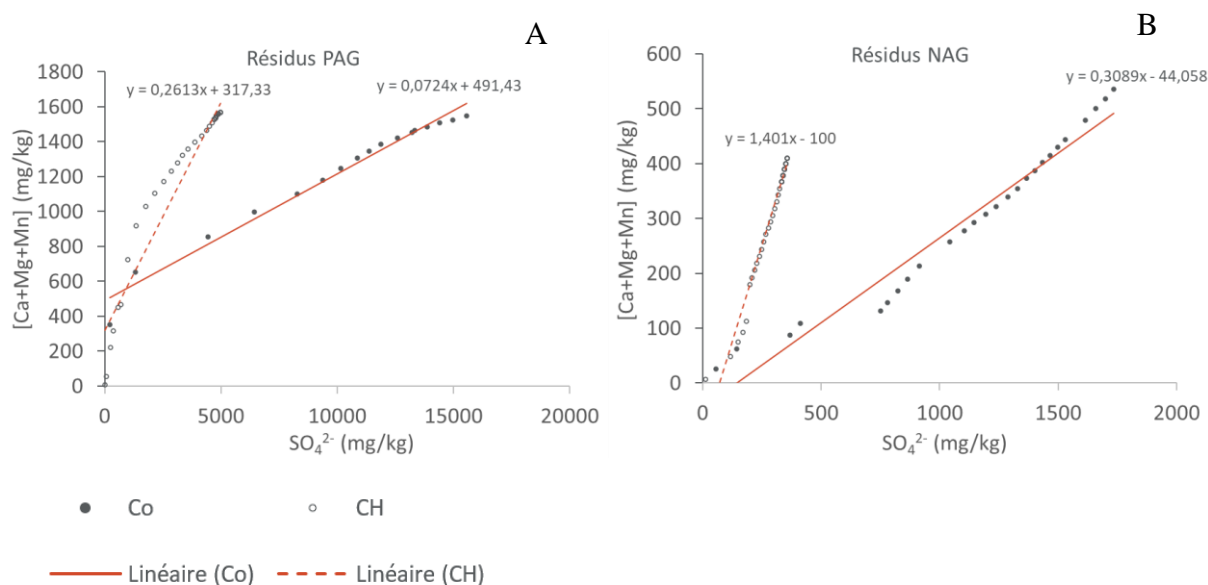 A
Résidus PAG
y = 0,2613x + 317,33
y = 0,0724x + 491,43
[Ca+Mg+Mn] (mg/kg)
1800
1600
1400
1200
1000
800
600
400
200
0
0 5000 10000 15000 20000
SO₄²⁻ (mg/kg)
B
Résidus NAG
y = 0,3089x - 44,058
y = 1,401x - 100
[Ca+Mg+Mn] (mg/kg)
600
500
400
300
200
100
0
0 500 1000 1500 2000
SO₄²⁻ (mg/kg)
Co CH
Linéaire (Co) Linéaire (CH)